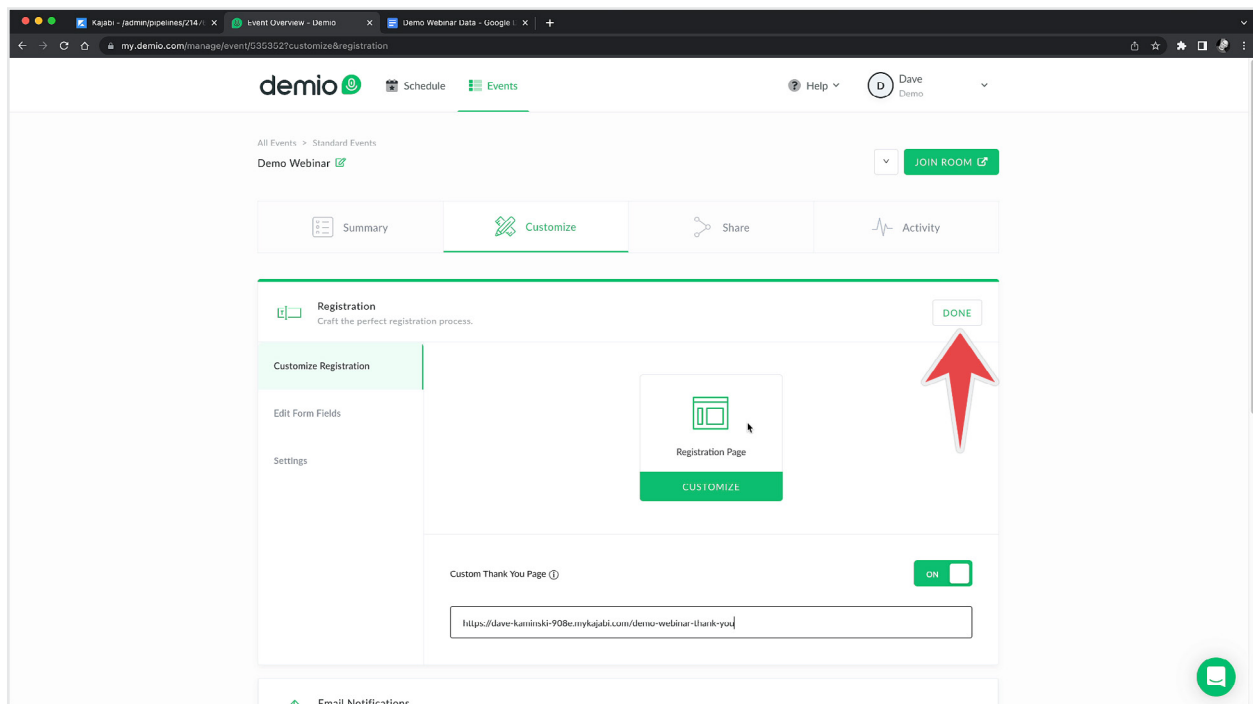 Kajabi - /admin/pipelines/2147
Event Overview - Demio
Demo Webinar Data - Google
my.demio.com/manage/event/535352?customize&registration
demio
Schedule
Events
Help
D
Dave
Demo
All Events > Standard Events
Demo Webinar
JOIN ROOM
Summary
Customize
Share
Activity
Registration
Craft the perfect registration process.
DONE
Customize Registration
Edit Form Fields
Settings
Registration Page
CUSTOMIZE
Custom Thank You Page
ON
https://dave-kaminski-908e.mykajabi.com/demo-webinar-thank-you
Email Notifications